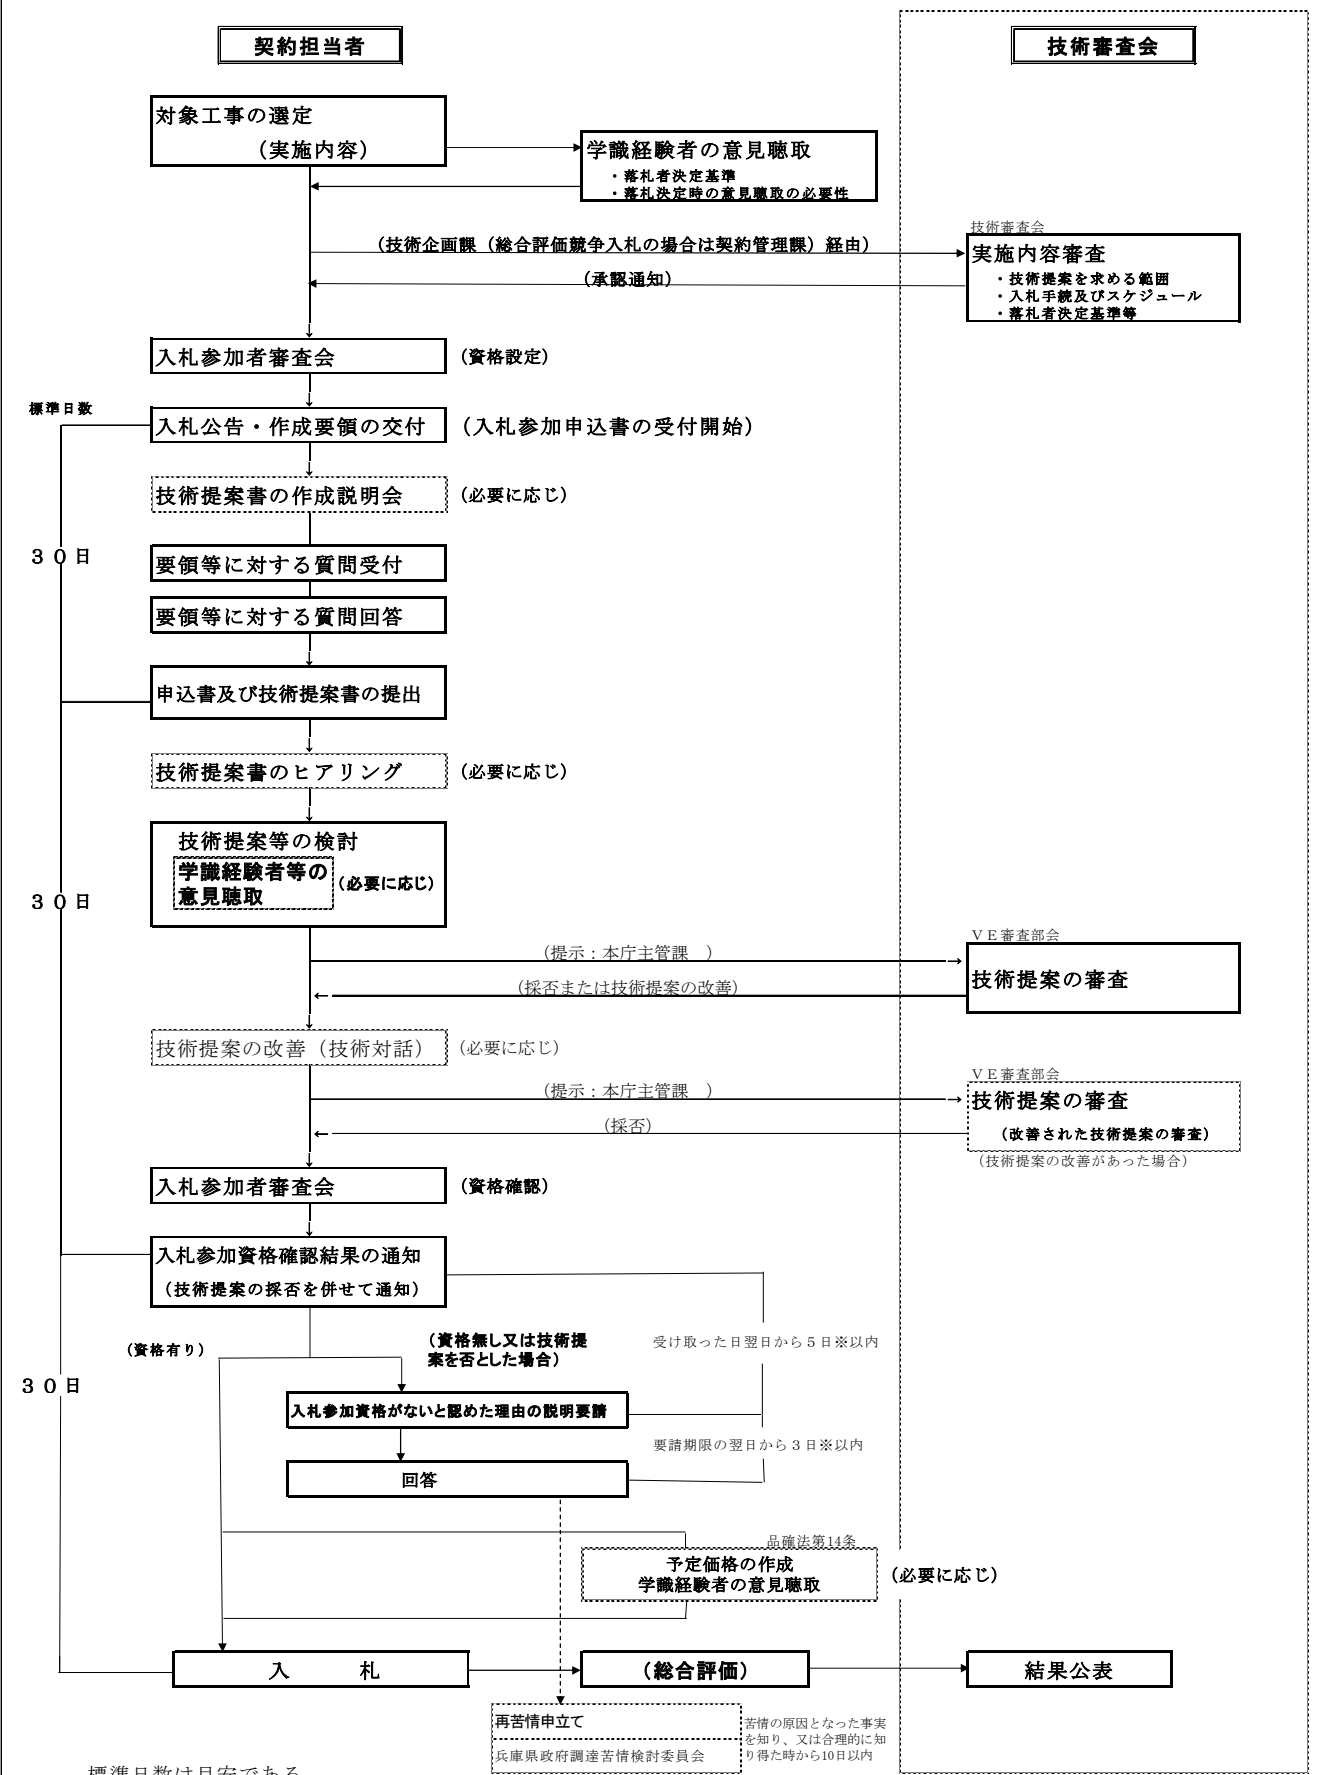 契約担当者
技術審査会
対象工事の選定
(実施内容)
学識経験者の意見聴取
・落札者決定基準
・落札決定時の意見聴取の必要性
(技術企画課（総合評価競争入札の場合は契約管理課）経由)
(承認通知)
技術審査会
実施内容審査
・技術提案を求める範囲
・入札手続及びスケジュール
・落札者決定基準等
入札参加者審査会
(資格設定)
標準日数
入札公告・作成要領の交付
(入札参加申込書の受付開始)
技術提案書の作成説明会
(必要に応じ)
３０日
要領等に対する質問受付
要領等に対する質問回答
申込書及び技術提案書の提出
技術提案書のヒアリング
(必要に応じ)
技術提案等の検討
学識経験者等の
意見聴取
(必要に応じ)
３０日
(提示：本庁主管課　)
(採否または技術提案の改善)
ＶＥ審査部会
技術提案の審査
技術提案の改善（技術対話）
(必要に応じ)
(提示：本庁主管課　)
(採否)
ＶＥ審査部会
技術提案の審査
(改善された技術提案の審査)
(技術提案の改善があった場合)
入札参加者審査会
(資格確認)
入札参加資格確認結果の通知
(技術提案の採否を併せて通知)
(資格有り)
(資格無し又は技術提
案を否とした場合)
受け取った日翌日から５日※以内
３０日
入札参加資格がないと認めた理由の説明要請
要請期限の翌日から３日※以内
回答
品確法第14条
予定価格の作成
学識経験者の意見聴取
(必要に応じ)
入　　　札
(総合評価)
結果公表
再苦情申立て
兵庫県政府調達苦情検討委員会
苦情の原因となった事実
を知り、又は合理的に知
り得た時から10日以内
標準日数は目安である